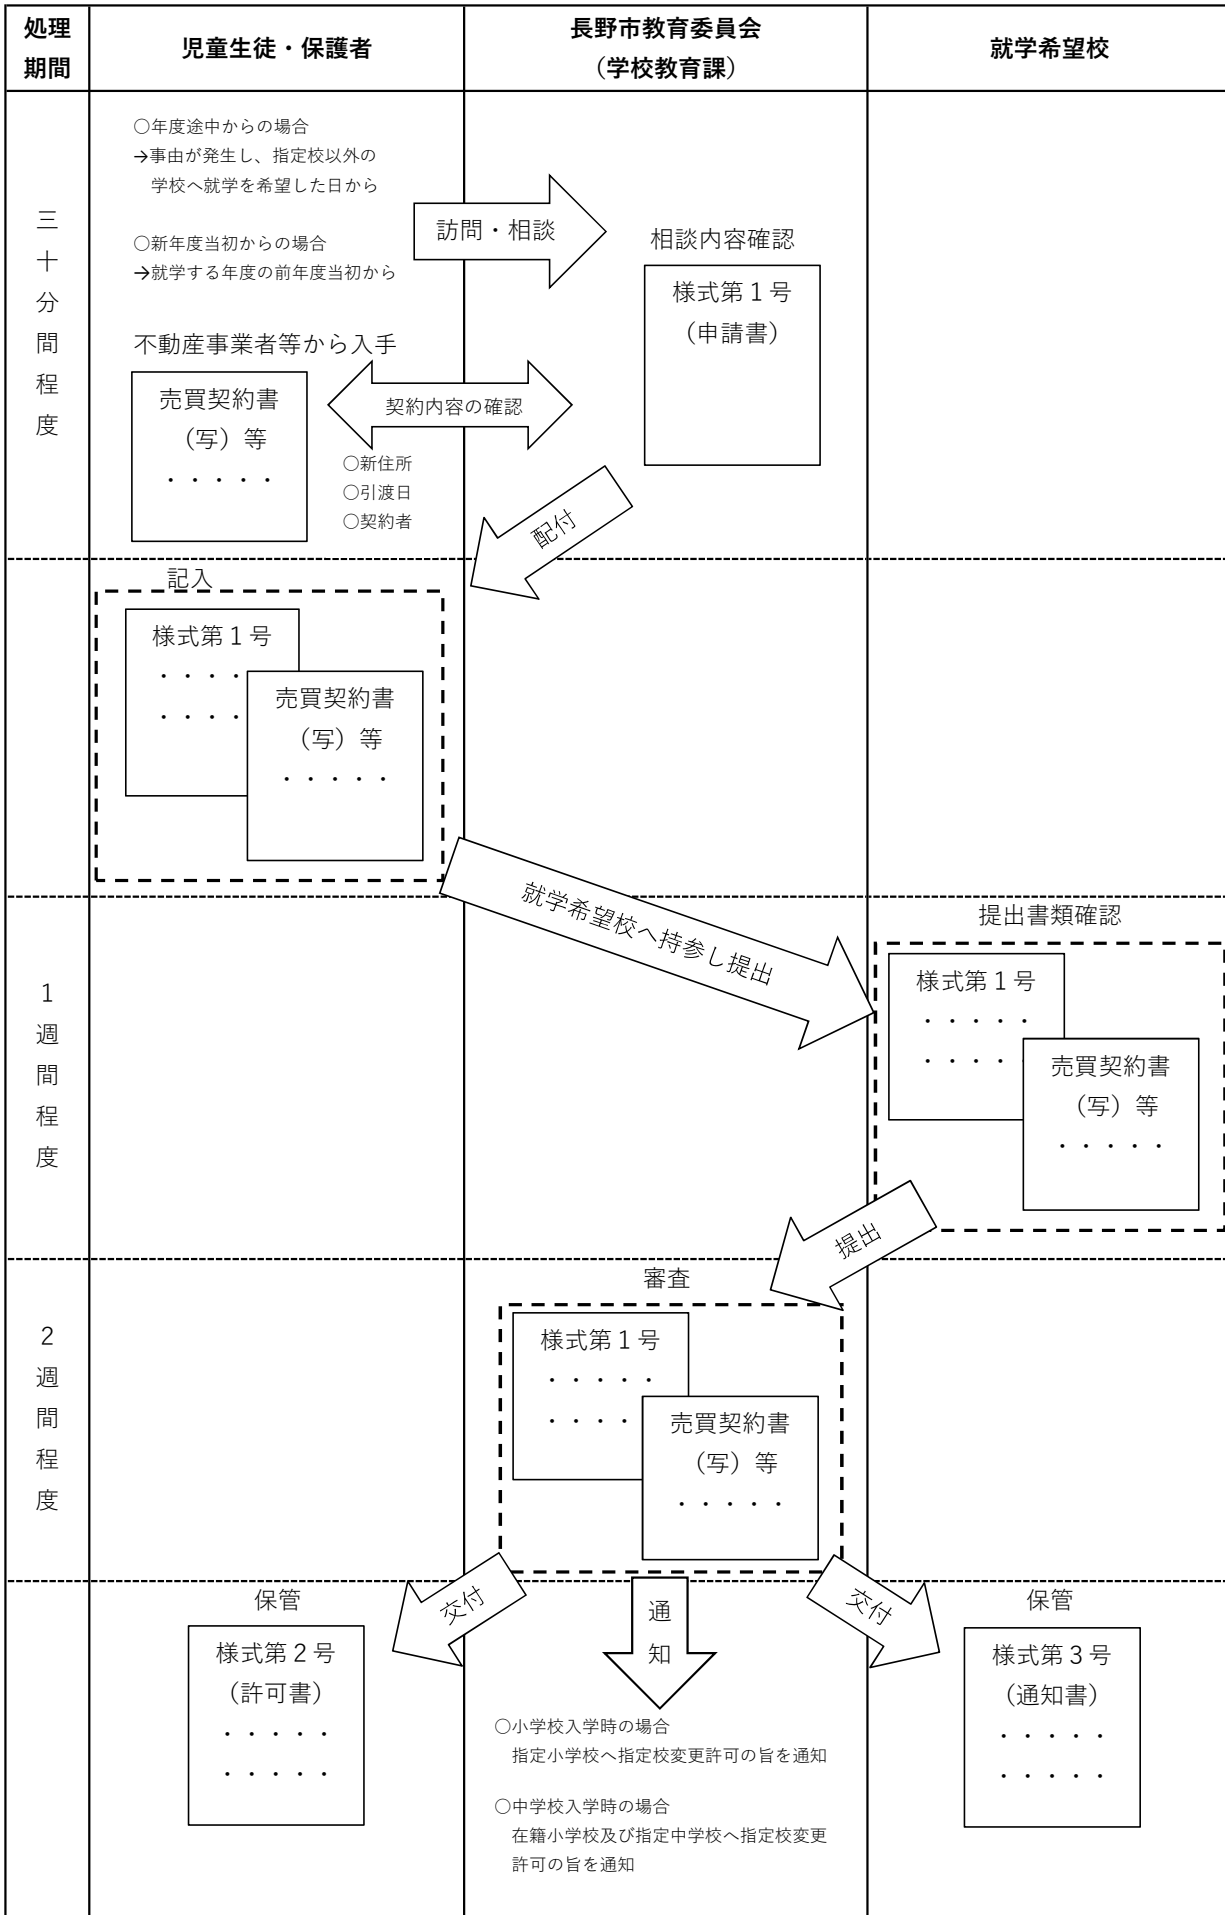 処理
期間
児童生徒・保護者
長野市教育委員会
（学校教育課）
就学希望校
三十分間程度
○年度途中からの場合
→事由が発生し、指定校以外の
学校へ就学を希望した日から
○新年度当初からの場合
→就学する年度の前年度当初から
訪問・相談
相談内容確認
様式第１号
（申請書）
不動産事業者等から入手
売買契約書
（写）等
・・・・・
契約内容の確認
○新住所
○引渡日
○契約者
配付
記入
様式第１号
・・・・
・・・・
売買契約書
（写）等
・・・・・
就学希望校へ持参し提出
1週間程度
提出書類確認
様式第１号
・・・・・
・・・・・
売買契約書
（写）等
・・・・・
提出
2週間程度
審査
様式第１号
・・・・・
・・・・
売買契約書
（写）等
・・・・・
交付
通知
交付
保管
様式第２号
（許可書）
・・・・・
・・・・・
○小学校入学時の場合
指定小学校へ指定校変更許可の旨を通知
○中学校入学時の場合
在籍小学校及び指定中学校へ指定校変更
許可の旨を通知
保管
様式第３号
（通知書）
・・・・・
・・・・・